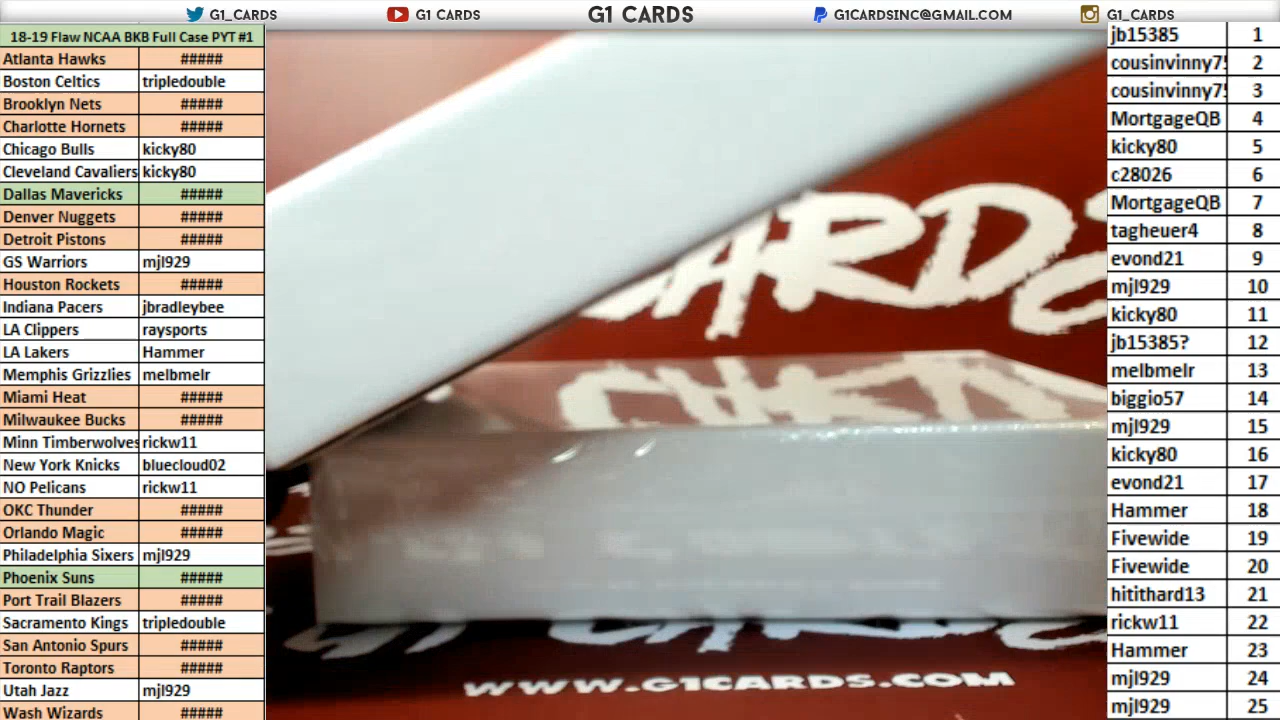 G1_CARDS G1 CARDS G1 CARDS G1CARDSINC@GMAIL.COM G1_CARDS
18-19 Flaw NCAA BKB Full Case PYT #1
Atlanta Hawks #####
Boston Celtics tripledouble
Brooklyn Nets #####
Charlotte Hornets #####
Chicago Bulls kicky80
Cleveland Cavaliers kicky80
Dallas Mavericks #####
Denver Nuggets #####
Detroit Pistons #####
GS Warriors mjl929
Houston Rockets #####
Indiana Pacers jbradleybee
LA Clippers raysports
LA Lakers Hammer
Memphis Grizzlies melbmelr
Miami Heat #####
Milwaukee Bucks #####
Minn Timberwolves rickw11
New York Knicks bluecloud02
NO Pelicans rickw11
OKC Thunder #####
Orlando Magic #####
Philadelphia Sixers mjl929
Phoenix Suns #####
Port Trail Blazers #####
Sacramento Kings tripledouble
San Antonio Spurs #####
Toronto Raptors #####
Utah Jazz mjl929
Wash Wizards #####
CARDS
WWW.G1CARDS.COM
jb15385 1
cousinvinny75 2
cousinvinny75 3
MortgageQB 4
kicky80 5
c28026 6
MortgageQB 7
tagheuer4 8
evond21 9
mjl929 10
kicky80 11
jb15385? 12
melbmelr 13
biggio57 14
mjl929 15
kicky80 16
evond21 17
Hammer 18
Fivewide 19
Fivewide 20
hitithard13 21
rickw11 22
Hammer 23
mjl929 24
mjl929 25